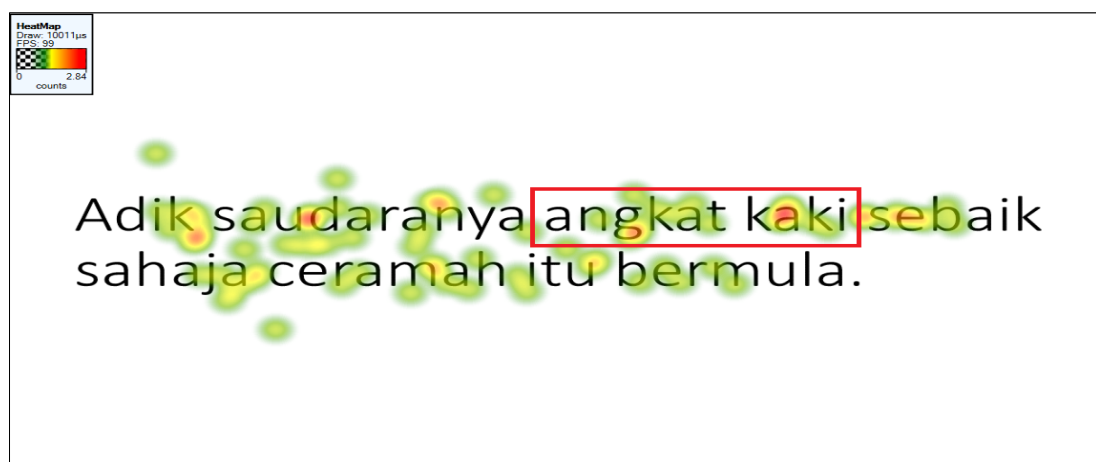 HeatMap
Draw: 10011µs
FPS: 99
0 2.84
counts
Adik saudaranya angkat kaki sebaik
sahaja ceramah itu bermula.